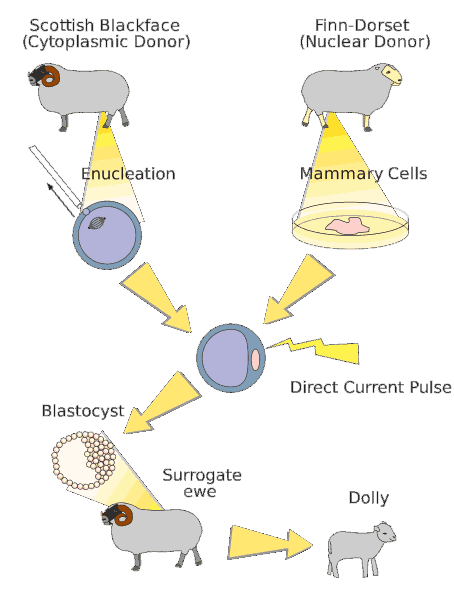 Scottish Blackface
(Cytoplasmic Donor)
Finn-Dorset
(Nuclear Donor)
Enucleation
Mammary Cells
Direct Current Pulse
Blastocyst
Surrogate
ewe
Dolly